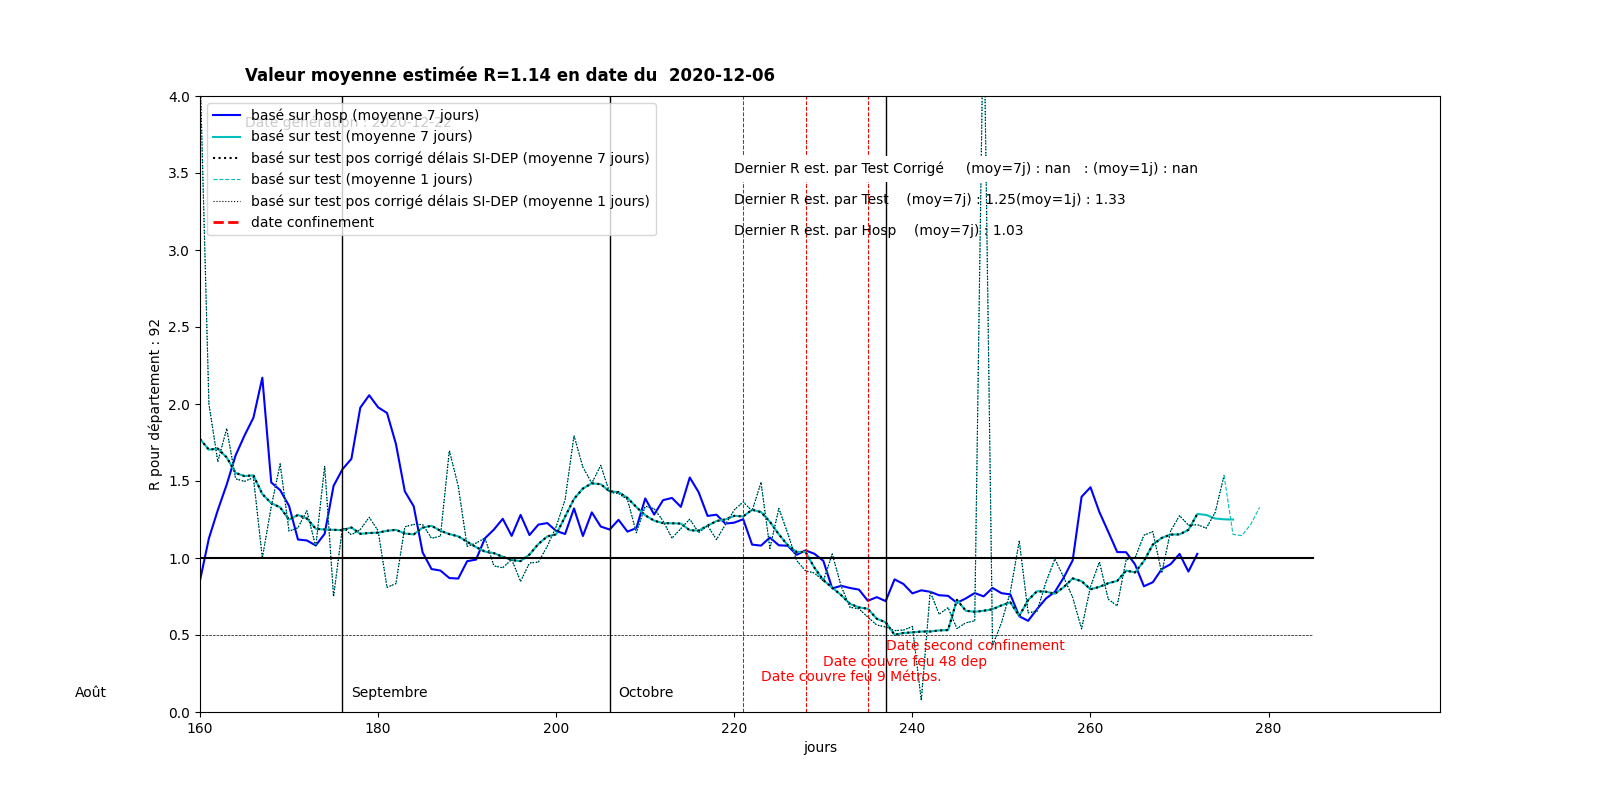 Valeur moyenne estimée R=1.14 en date du  2020-12-06
Date génération : 2020-12-22
basé sur hosp (moyenne 7 jours)
basé sur test (moyenne 7 jours)
basé sur test pos corrigé délais SI-DEP (moyenne 7 jours)
basé sur test (moyenne 1 jours)
basé sur test pos corrigé délais SI-DEP (moyenne 1 jours)
date confinement
Dernier R est. par Test Corrigé     (moy=7j) : nan   : (moy=1j) : nan
Dernier R est. par Test    (moy=7j) : 1.25(moy=1j) : 1.33
Dernier R est. par Hosp    (moy=7j) : 1.03
4.0
3.5
3.0
2.5
2.0
1.5
1.0
0.5
0.0
R pour département : 92
Date second confinement
Date couvre feu 48 dep
Date couvre feu 9 Métros.
Août
Septembre
Octobre
160
180
200
220
240
260
280
jours